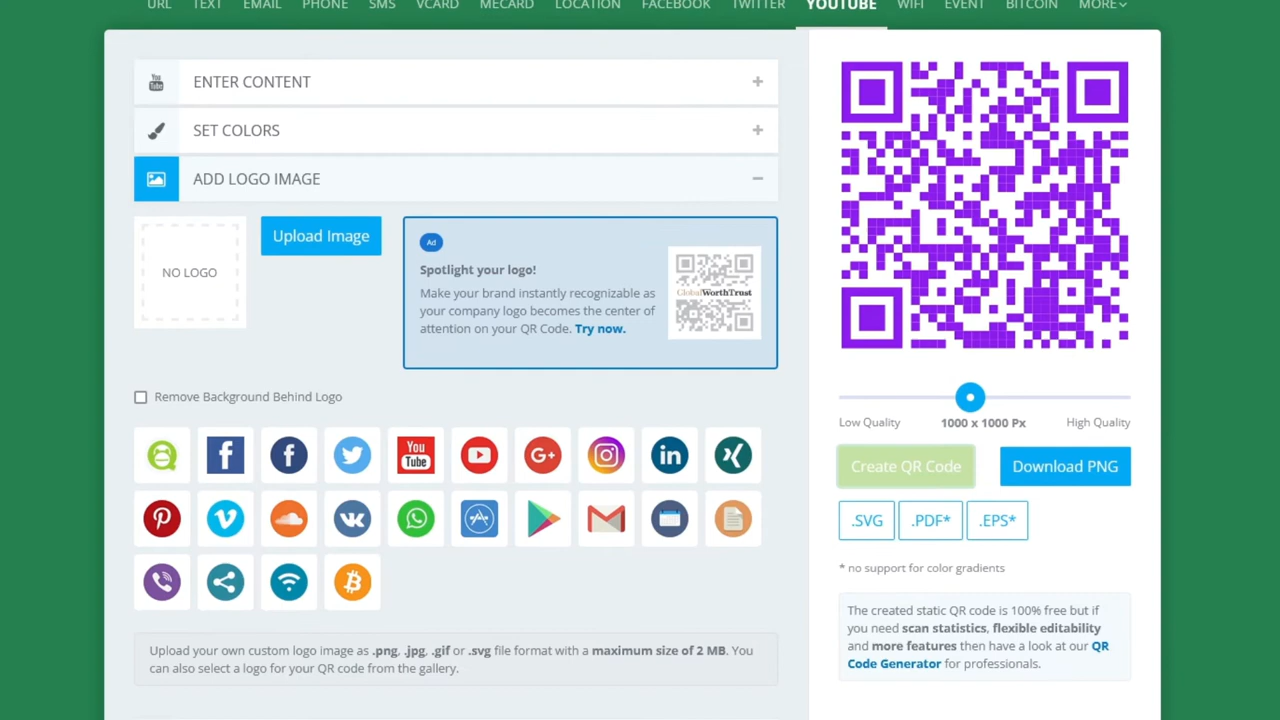 URL TEXT EMAIL PHONE SMS VCARD MECARD LOCATION FACEBOOK TWITTER YOUTUBE WIFI EVENT BITCOIN MORE
You Tube
ENTER CONTENT
SET COLORS
ADD LOGO IMAGE
NO LOGO
Upload Image
Ad
Spotlight your logo!
Make your brand instantly recognizable as
your company logo becomes the center of
attention on your QR Code. Try now.
GlobalWorthTrust
Remove Background Behind Logo
You
Tube
Upload your own custom logo image as .png, .jpg, .gif or .svg file format with a maximum size of 2 MB. You
can also select a logo for your QR code from the gallery.
Low Quality 1000 x 1000 Px High Quality
Create QR Code Download PNG
.SVG .PDF* .EPS*
* no support for color gradients
The created static QR code is 100% free but if
you need scan statistics, flexible editability
and more features then have a look at our QR
Code Generator for professionals.